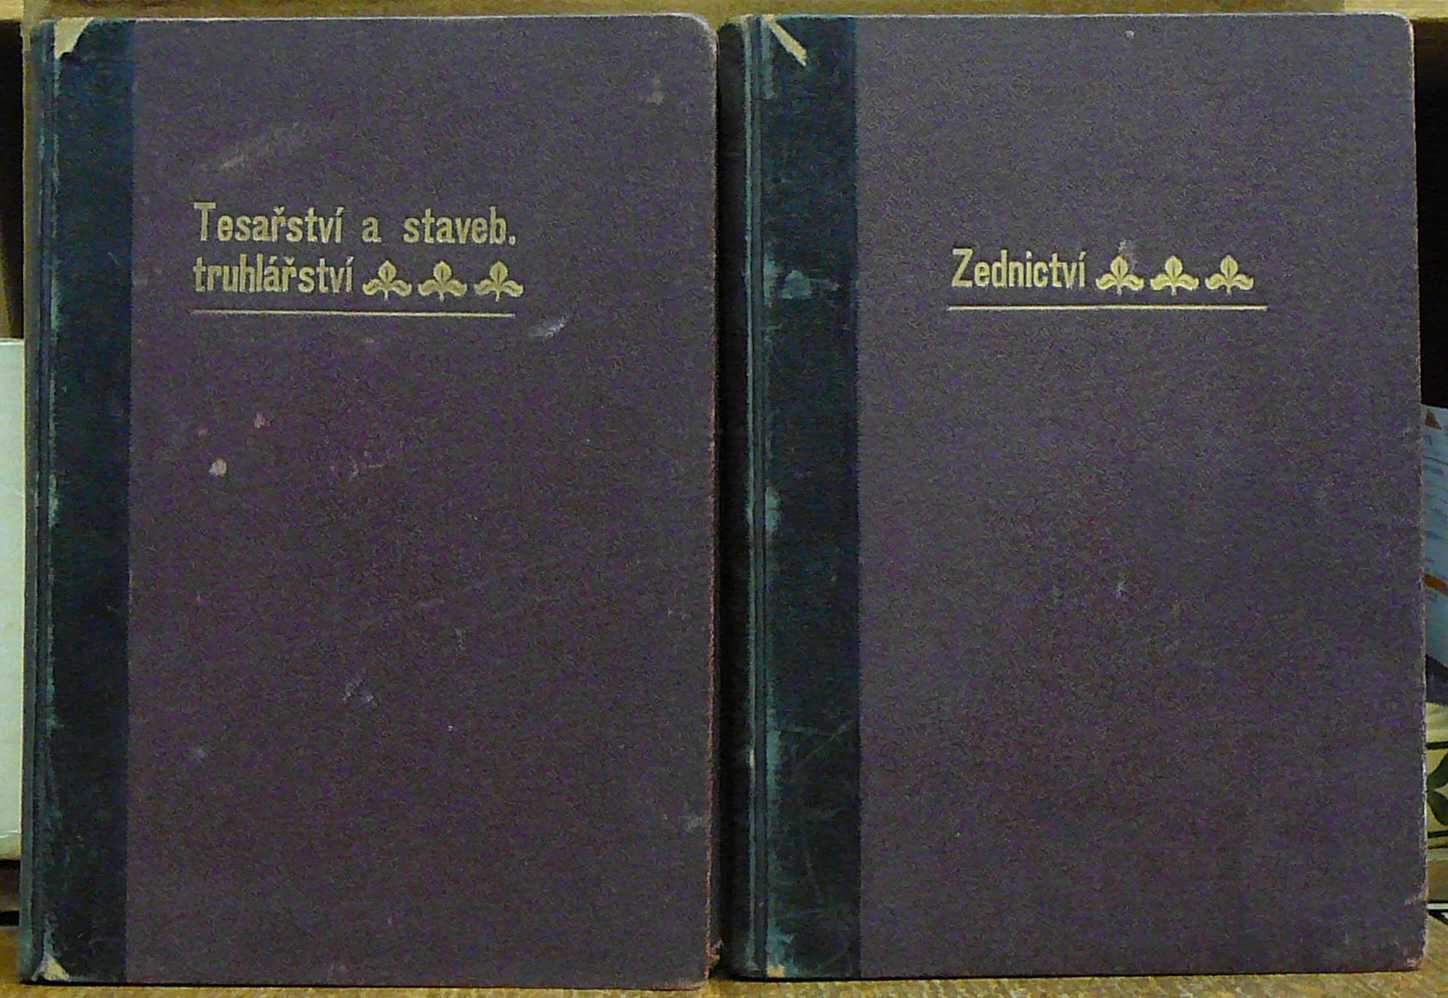 Tesařství a staveb.
truhlářství
Zednictví